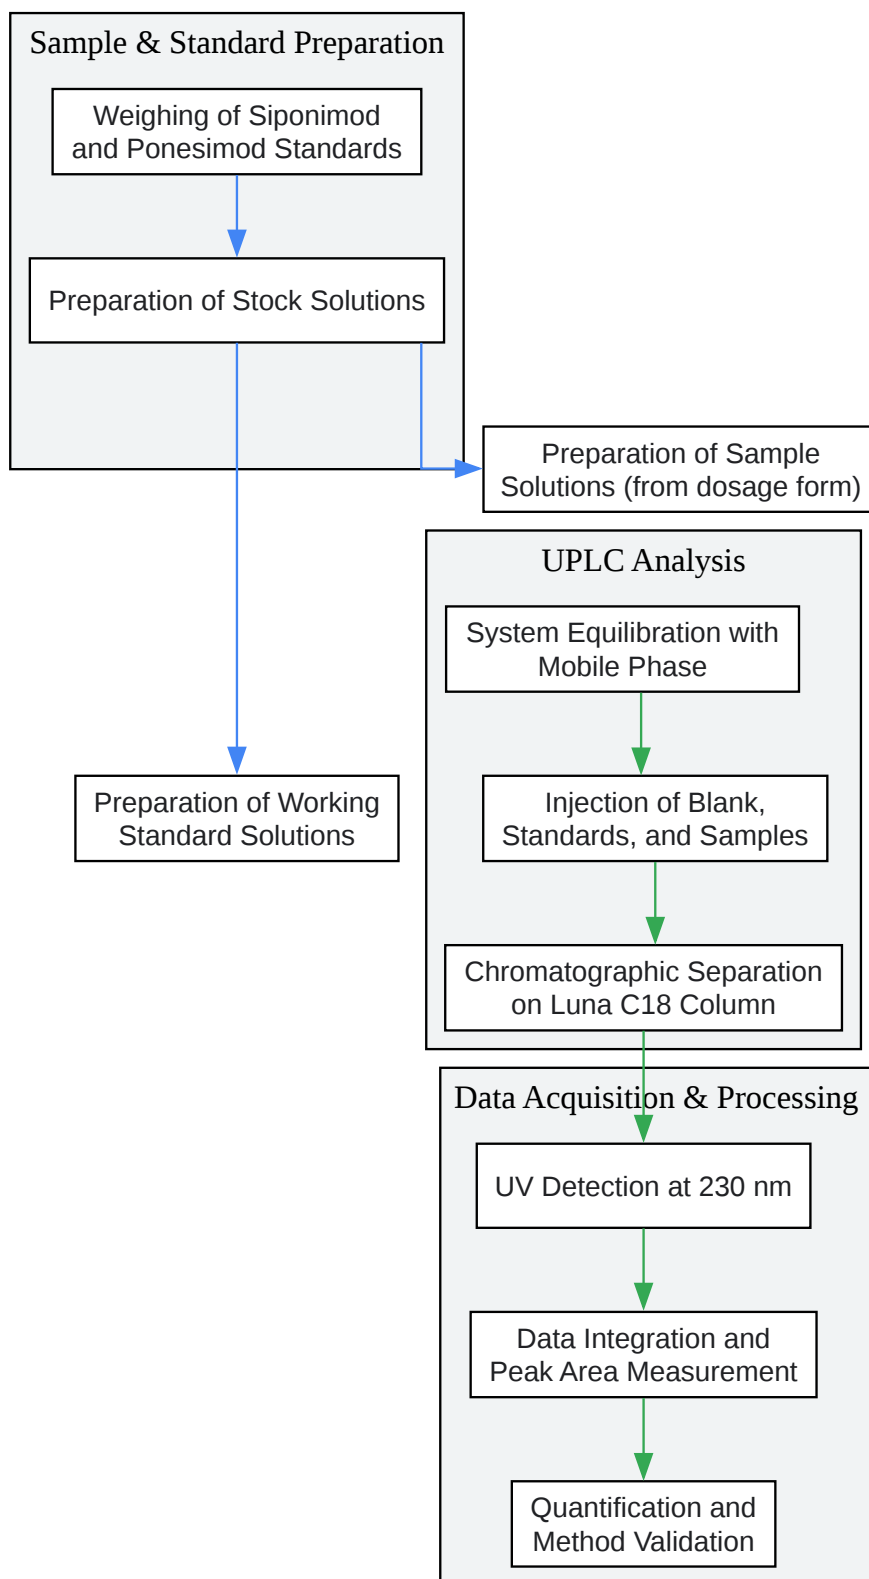 Sample & Standard Preparation
Weighing of Siponimod
and Ponesimod Standards
Preparation of Stock Solutions
Preparation of Sample
Solutions (from dosage form)
UPLC Analysis
System Equilibration with
Mobile Phase
Preparation of Working
Standard Solutions
Injection of Blank,
Standards, and Samples
Chromatographic Separation
on Luna C18 Column
Data Acquisition & Processing
UV Detection at 230 nm
Data Integration and
Peak Area Measurement
Quantification and
Method Validation